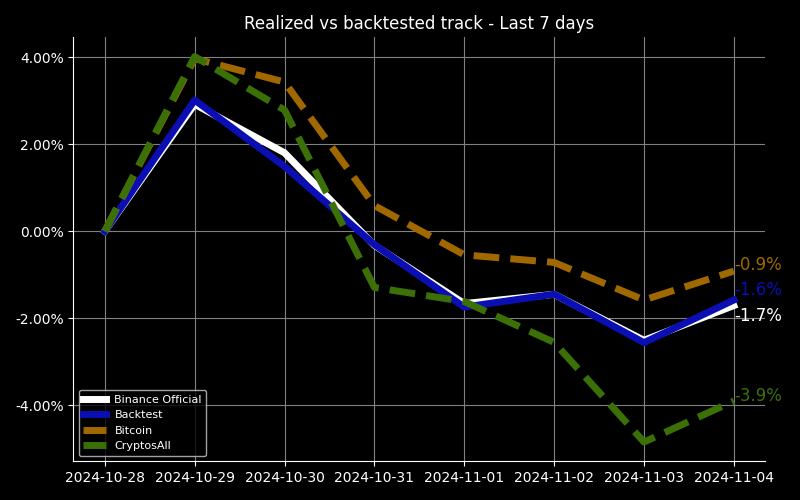 Realized vs backtested track - Last 7 days
4.00%
2.00%
0.00%
-2.00%
-4.00%
-0.9%
-1.6%
-1.7%
-3.9%
Binance Official
Backtest
Bitcoin
CryptosAll
2024-10-28 2024-10-29 2024-10-30 2024-10-31 2024-11-01 2024-11-02 2024-11-03 2024-11-04